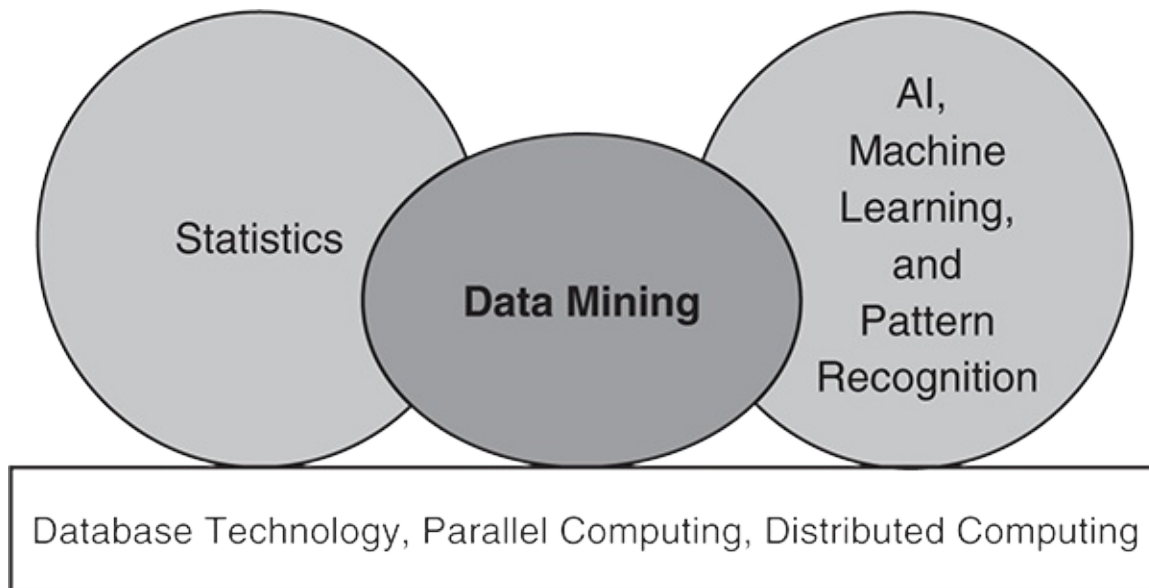 Statistics
Data Mining
AI,
Machine
Learning,
and
Pattern
Recognition
Database Technology, Parallel Computing, Distributed Computing